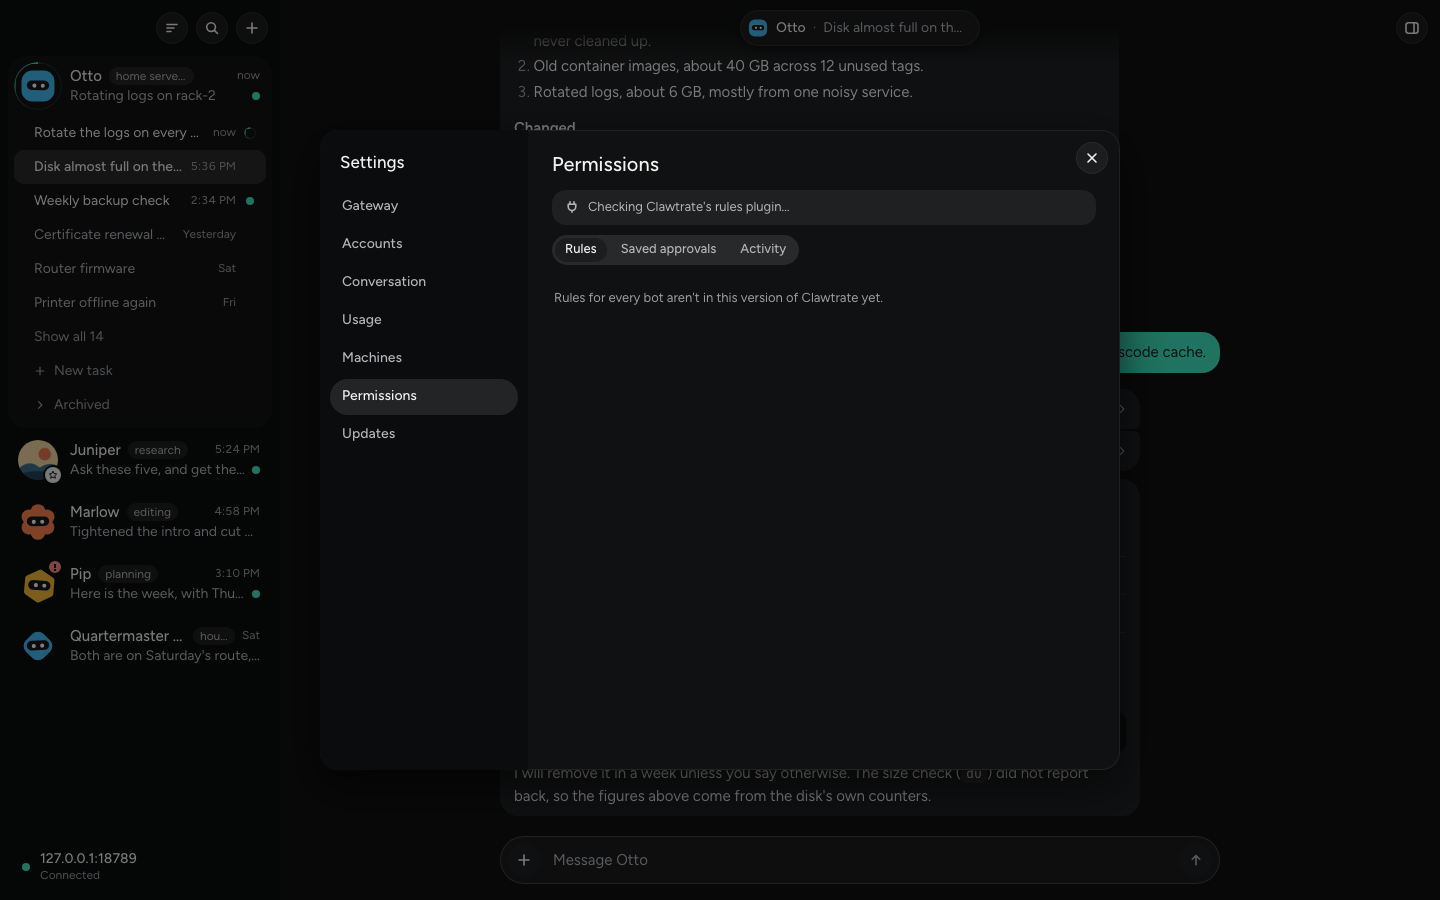 Otto · Disk almost full on th...
Otto home serve... now
Rotating logs on rack-2
Rotate the logs on every ... now
Disk almost full on the... 5:36 PM
Weekly backup check 2:34 PM
Certificate renewal ... Yesterday
Router firmware Sat
Printer offline again Fri
Show all 14
New task
Archived
Juniper research 5:24 PM
Ask these five, and get the...
Marlow editing 4:58 PM
Tightened the intro and cut ...
Pip planning 3:10 PM
Here is the week, with Thu...
Quartermaster ... hou... Sat
Both are on Saturday's route,...
127.0.0.1:18789
Connected
never cleaned up.
2. Old container images, about 40 GB across 12 unused tags.
3. Rotated logs, about 6 GB, mostly from one noisy service.
Changed
Settings
Gateway
Accounts
Conversation
Usage
Machines
Permissions
Updates
Permissions
Checking Clawtrate's rules plugin...
Rules Saved approvals Activity
Rules for every bot aren't in this version of Clawtrate yet.
scode cache.
I will remove it in a week unless you say otherwise. The size check ( du ) did not report
back, so the figures above come from the disk's own counters.
Message Otto